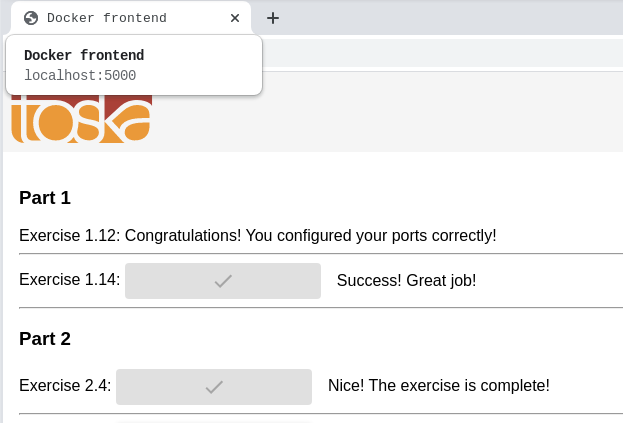 Docker frontend
Docker frontend
localhost:5000
toska
Part 1
Exercise 1.12: Congratulations! You configured your ports correctly!
Exercise 1.14: Success! Great job!
Part 2
Exercise 2.4: Nice! The exercise is complete!